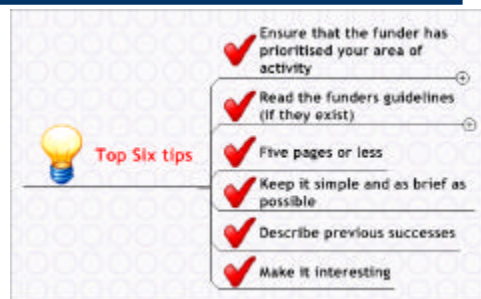 Ensure that the funder has
prioritised your area of
activity
Read the funders guidelines
(if they exist)
Top Six tips
Five pages or less
Keep it simple and as brief as
possible
Describe previous successes
Make it interesting